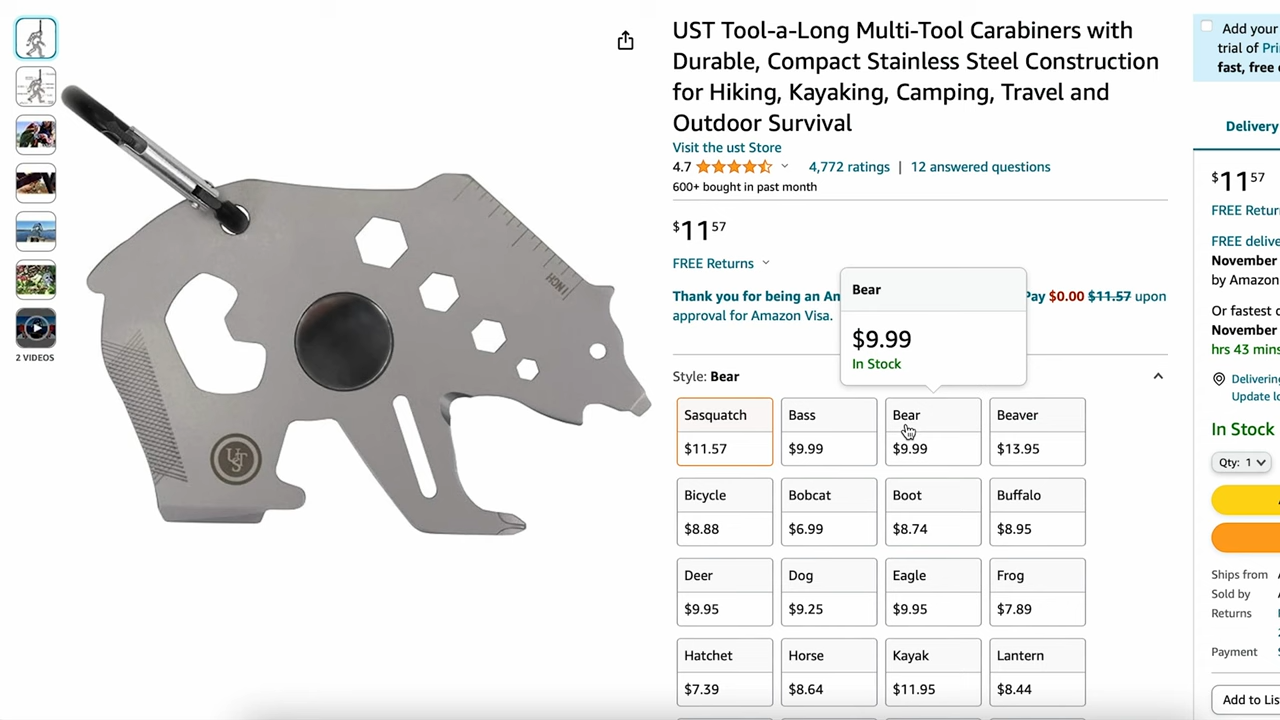 UST Tool-a-Long Multi-Tool Carabiners with
Durable, Compact Stainless Steel Construction
for Hiking, Kayaking, Camping, Travel and
Outdoor Survival
Visit the ust Store
4.7
4,772 ratings | 12 answered questions
600+ bought in past month
$11 57
FREE Returns
Thank you for being an
Pay $0.00 $11.57 upon
approval for Amazon Visa.
Bear
$9.99
In Stock
Style: Bear
Sasquatch
$11.57
Bass
$9.99
Bear
$9.99
Beaver
$13.95
Bicycle
$8.88
Bobcat
$6.99
Boot
$8.74
Buffalo
$8.95
Deer
$9.95
Dog
$9.25
Eagle
$9.95
Frog
$7.89
Hatchet
$7.39
Horse
$8.64
Kayak
$11.95
Lantern
$8.44
2 VIDEOS
INCH
UST
Add your
trial of
fast, free
Delivery
$11 57
FREE
FREE
November
by Amazon
Or fastest
November
hrs 43 mins
Delivering
Update
In Stock
Qty: 1
Ships from
Sold by
Returns
Payment
Add to